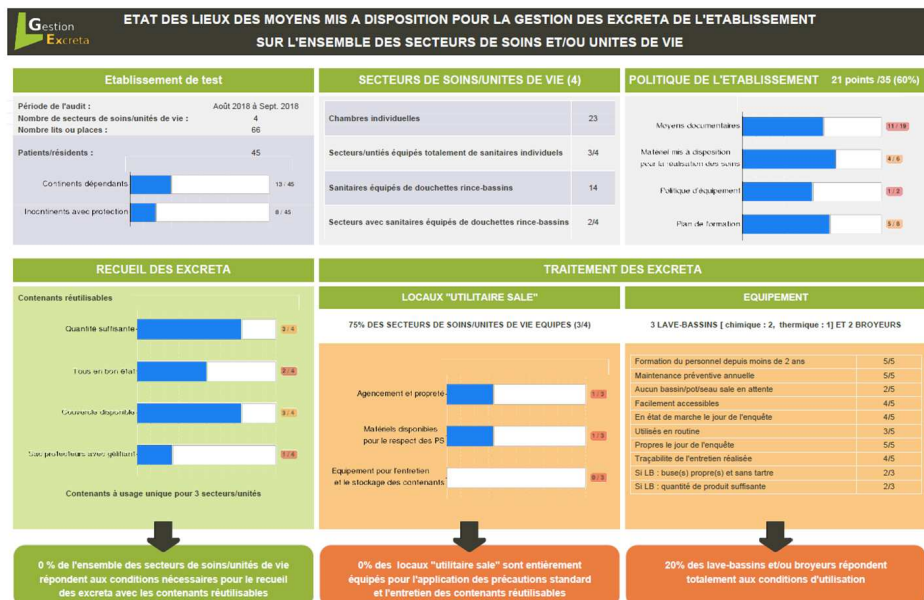 Gestion
Excreta
ETAT DES LIEUX DES MOYENS MIS A DISPOSITION POUR LA GESTION DES EXCRETA DE L'ETABLISSEMENT
SUR L'ENSEMBLE DES SECTEURS DE SOINS ET/OU UNITES DE VIE
Etablissement de test
Période de l'audit : Août 2018 à Sept. 2018
Nombre de secteurs de soins/unités de vie : 4
Nombre lits ou places : 66
Patients/résidents : 45
Continents dépendants 13 / 45
Incontinents avec protection 8 / 45
SECTEURS DE SOINS/UNITES DE VIE (4)
Chambres individuelles 23
Secteurs/untiés équipés totalement de sanitaires individuels 3/4
Sanitaires équipés de douchettes rince-bassins 14
Secteurs avec sanitaires équipés de douchettes rince-bassins 2/4
POLITIQUE DE L'ETABLISSEMENT 21 points /35 (60%)
Moyens documentaires 11 / 19
Matériel mis à disposition
pour la réalisation des soins 4 / 6
Politique d'équipement 1 / 2
Plan de formation 5 / 8
RECUEIL DES EXCRETA
Contenants réutilisables
Quantité suffisante 3 / 4
Tous en bon état 2 / 4
Couvercle disponible 3 / 4
Sac protecteurs avec gélifiant 1 / 4
Contenants à usage unique pour 3 secteurs/unités
TRAITEMENT DES EXCRETA
LOCAUX "UTILITAIRE SALE"
75% DES SECTEURS DE SOINS/UNITES DE VIE EQUIPES (3/4)
Agencement et propreté 1 / 3
Matériels disponibles
pour le respect des PS 1 / 3
Equipement pour l'entretien
et le stockage des contenants 0 / 3
EQUIPEMENT
3 LAVE-BASSINS [ chimique : 2, thermique : 1] ET 2 BROYEURS
Formation du personnel depuis moins de 2 ans 5/5
Maintenance préventive annuelle 5/5
Aucun bassin/pot/seau sale en attente 2/5
Facilement accessibles 4/5
En état de marche le jour de l'enquête 4/5
Utilisés en routine 3/5
Propres le jour de l'enquête 5/5
Traçabilite de l'entretien réalisée 4/5
Si LB : buse(s) propre(s) et sans tartre 2/3
Si LB : quantité de produit suffisante 2/3
0 % de l'ensemble des secteurs de soins/unités de vie
répondent aux conditions nécessaires pour le recueil
des excreta avec les contenants réutilisables
0% des locaux "utilitaire sale" sont entièrement
équipés pour l'application des précautions standard
et l'entretien des contenants réutilisables
20% des lave-bassins et/ou broyeurs répondent
totalement aux conditions d'utilisation